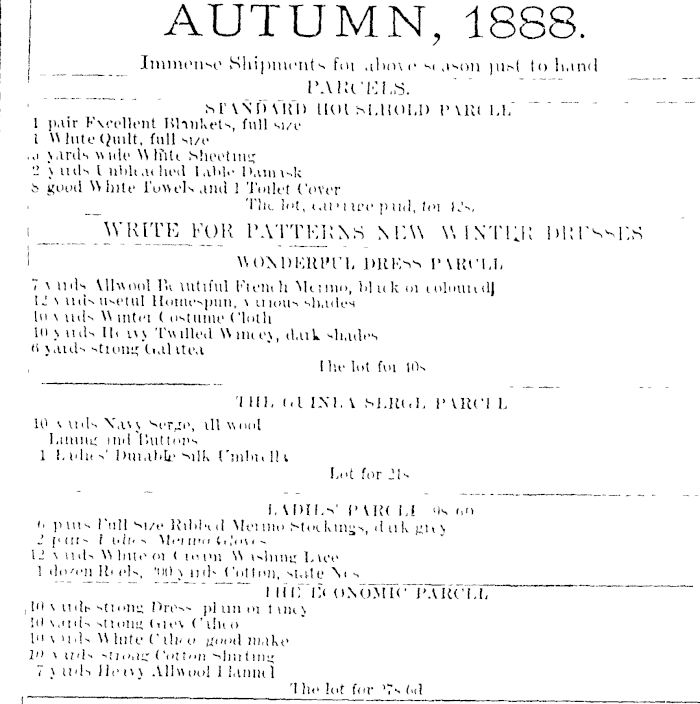 AUTUMN, 1888.
Immense Shipments for above season just to hand
PARCELS.
STANDARD HOUSEHOLD PARCEL
1 pair Excellent Blankets, full size
1 White Quilt, full size
yards wide White Sheeting
2 yards Unbleached Table Damask
8 good White Towels and 1 Toilet Cover
The lot, carriage paid, for 42s.
WRITE FOR PATTERNS NEW WINTER DRESSES
WONDERFUL DRESS PARCEL
7 yards Allwool Beautiful French Merino, black or coloured
12 yards useful Homespun, various shades
10 yards Winter Costume Cloth
10 yards Heavy Twilled Wincey, dark shades
6 yards strong Galatea
The lot for 40s
THE GUINEA SERGE PARCEL
10 yards Navy Serge, all wool
Lining and Buttons
1 Ladies' Durable Silk Umbrella
Lot for 21s
LADIES' PARCEL 9s 6d
6 pairs Full Size Ribbed Merino Stockings, dark grey
2 pairs Ladies' Merino Gloves
12 yards White or Cream Washing Lace
1 dozen Reels, 200 yards Cotton, state Nos
THE ECONOMIC PARCEL
10 yards strong Dress plain or fancy
10 yards strong Grey Calico
10 yards White Calico good make
10 yards strong Cotton Shirting
7 yards Heavy Allwool Flannel
The lot for 27s 6d